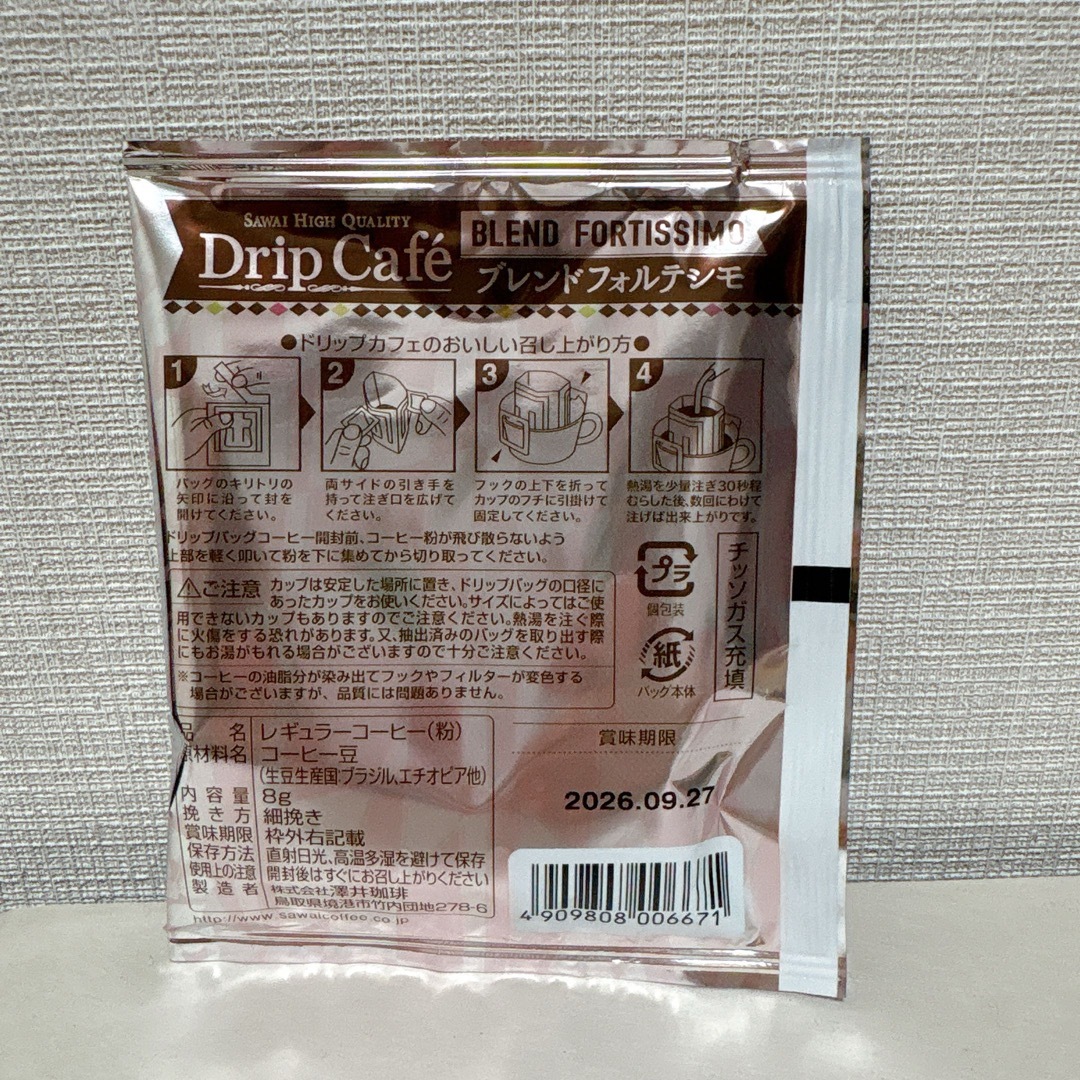 SAWAI HIGH QUALITY
Drip Café
BLEND FORTISSIMO
ブレンドフォルテシモ
●ドリップカフェのおいしい召し上がり方●
1
2
3
4
バッグのキリトリの
矢印に沿って封を
開けてください。
両サイドの引き手を
持って注ぎ口を広げて
ください。
フックの上下を折って
カップのフチに引掛けて
固定してください。
熱湯を少量注ぎ30秒程
むらした後、数回にわけて
注げば出来上がりです。
ドリップバッグコーヒー開封前、コーヒー粉が飛び散らないよう
上部を軽く叩いて粉を下に集めてから切り取ってください。
⚠ご注意 カップは安定した場所に置き、ドリップバッグの口径に
あったカップをお使いください。サイズによってはご使
用できないカップもありますのでご注意ください。熱湯を注ぐ際
に火傷をする恐れがあります。又、抽出済みのバッグを取り出す際
にもお湯がもれる場合がございますので十分ご注意ください。
※コーヒーの油脂分が染み出てフックやフィルターが変色する
場合がございますが、品質には問題ありません。
プラ
個包装
紙
バッグ本体
チッソガス充填
品名 レギュラーコーヒー(粉)
原材料名 コーヒー豆
(生豆生産国:ブラジル、エチオピア他)
内容量 8g
挽き方 細挽き
賞味期限 枠外右記載
保存方法 直射日光、高温多湿を避けて保存
使用上の注意 開封後はすぐにお召し上がりください
製造者 株式会社澤井珈琲
鳥取県境港市竹内団地278-6
http://www.sawaicoffee.co.jp
賞味期限
2026.09.27
4 909808 006671